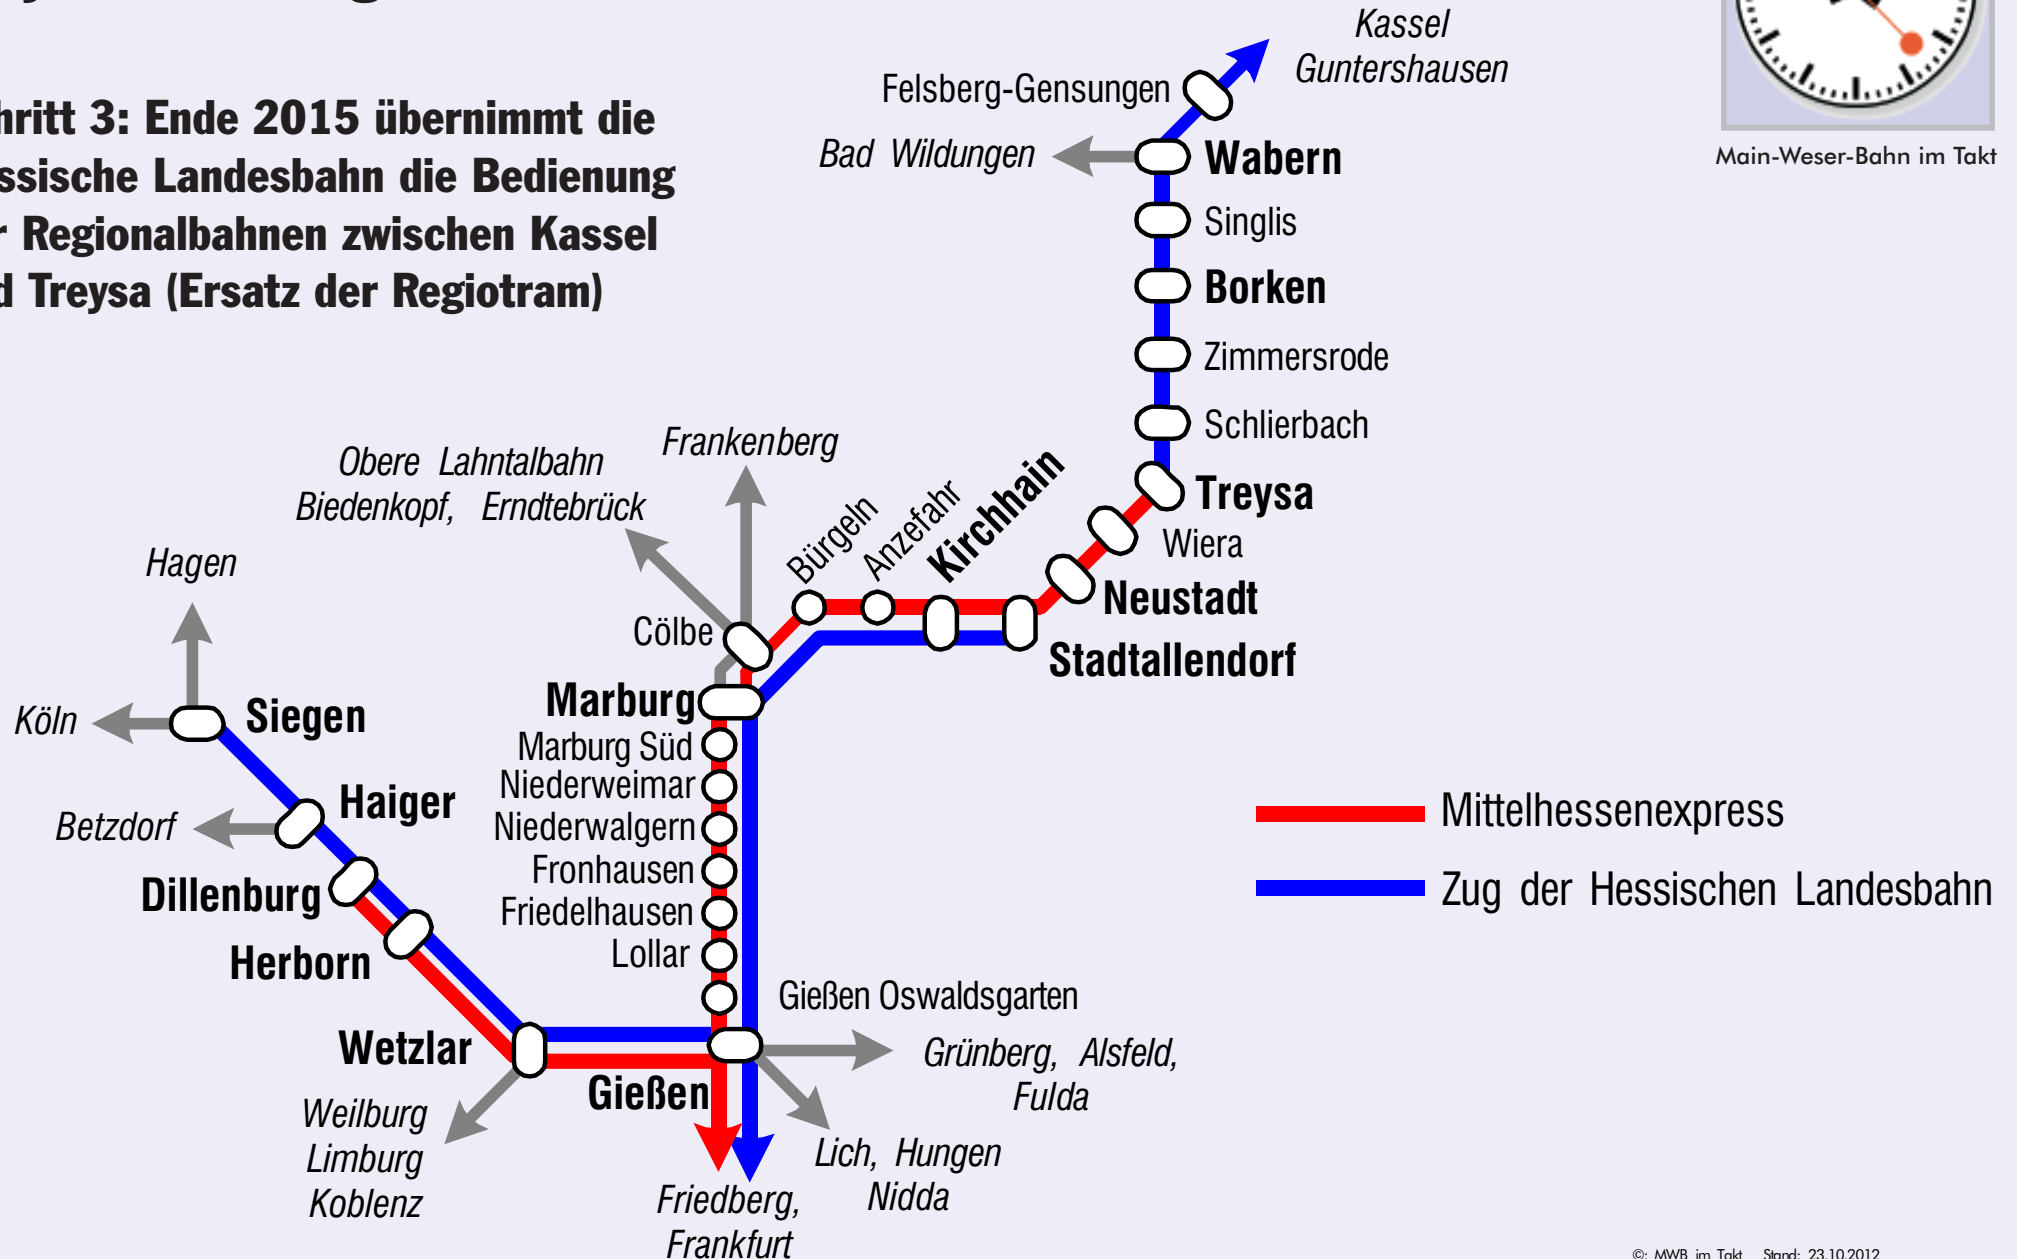 hritt 3: Ende 2015 übernimmt die
ssische Landesbahn die Bedienung
r Regionalbahnen zwischen Kassel
d Treysa (Ersatz der Regiotram)
Main-Weser-Bahn im Takt
Kassel
Guntershausen
Felsberg-Gensungen
Bad Wildungen
Wabern
Singlis
Borken
Zimmersrode
Schlierbach
Treysa
Wiera
Neustadt
Stadtallendorf
Kirchhain
Anzefahr
Bürgeln
Frankenberg
Obere Lahntalbahn
Biedenkopf, Erndtebrück
Cölbe
Marburg
Marburg Süd
Niederweimar
Niederwalgern
Fronhausen
Friedelhausen
Lollar
Gießen Oswaldsgarten
Gießen
Hagen
Köln
Siegen
Betzdorf
Haiger
Dillenburg
Herborn
Wetzlar
Weilburg
Limburg
Koblenz
Grünberg, Alsfeld,
Fulda
Lich, Hungen
Nidda
Friedberg,
Frankfurt
Mittelhessenexpress
Zug der Hessischen Landesbahn
©: MWB im Takt Stand: 23.10.2012